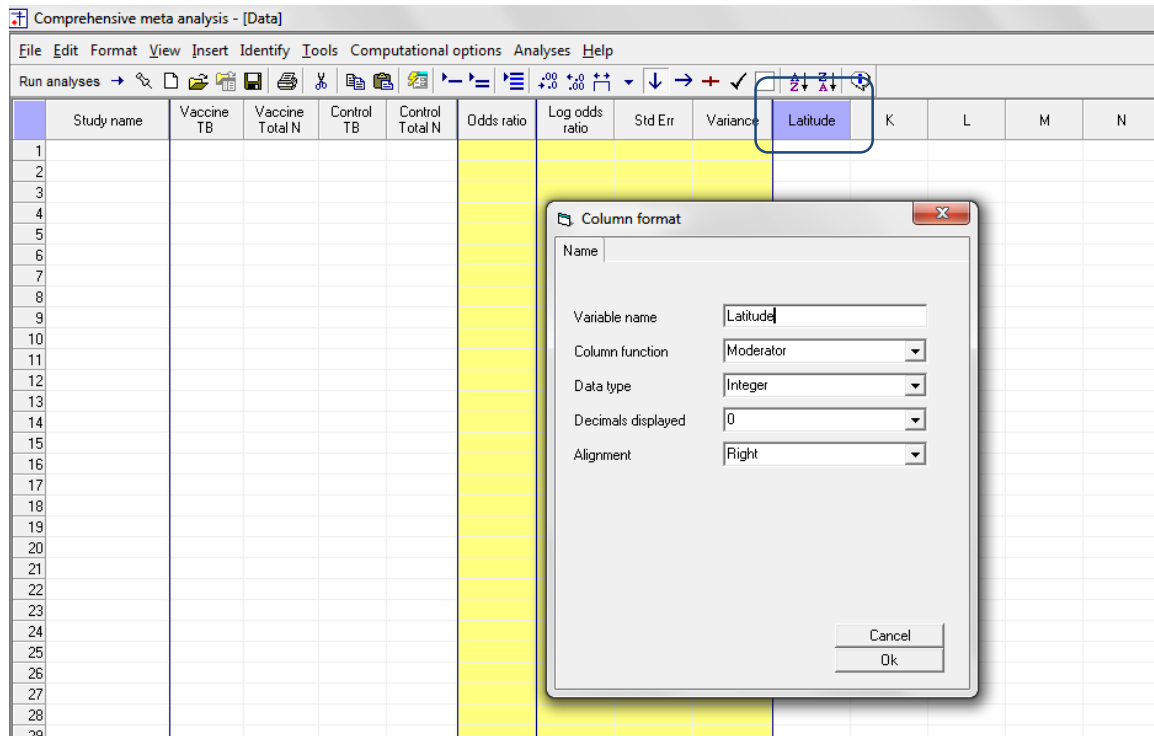 Comprehensive meta analysis - [Data]
File Edit Format View Insert Identify Tools Computational options Analyses Help
Run analyses
Study name Vaccine TB Vaccine Total N Control TB Control Total N Odds ratio Log odds ratio Std Err Variance Latitude K L M N
1
2
3
4
5
6
7
8
9
10
11
12
13
14
15
16
17
18
19
20
21
22
23
24
25
26
27
28
29
Column format
Name
Variable name Latitude
Column function Moderator
Data type Integer
Decimals displayed 0
Alignment Right
Cancel
Ok